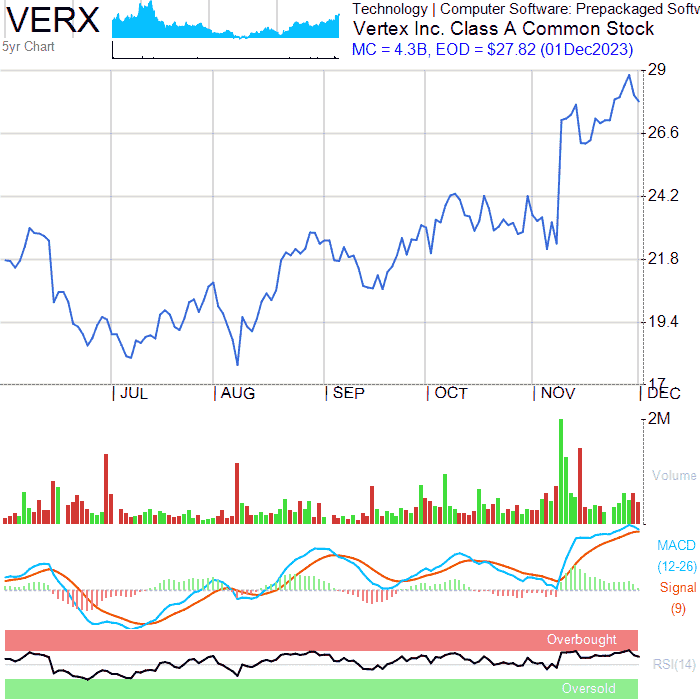 VERX
5yr Chart
Technology | Computer Software: Prepackaged Softw
Vertex Inc. Class A Common Stock
MC = 4.3B, EOD = $27.82 (01Dec2023)
29
26.6
24.2
21.8
19.4
17
JUL AUG SEP OCT NOV DEC
2M
Volume
MACD
(12-26)
Signal
(9)
Overbought
RSI(14)
Oversold